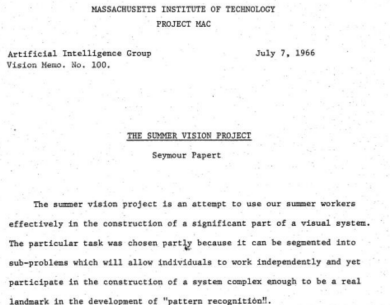 MASSACHUSETTS INSTITUTE OF TECHNOLOGY
PROJECT MAC
Artificial Intelligence Group July 7, 1966
Vision Memo. No. 100.
THE SUMMER VISION PROJECT
Seymour Papert
The summer vision project is an attempt to use our summer workers
effectively in the construction of a significant part of a visual system.
The particular task was chosen partly because it can be segmented into
sub-problems which will allow individuals to work independently and yet
participate in the construction of a system complex enough to be a real
landmark in the development of "pattern recognition".